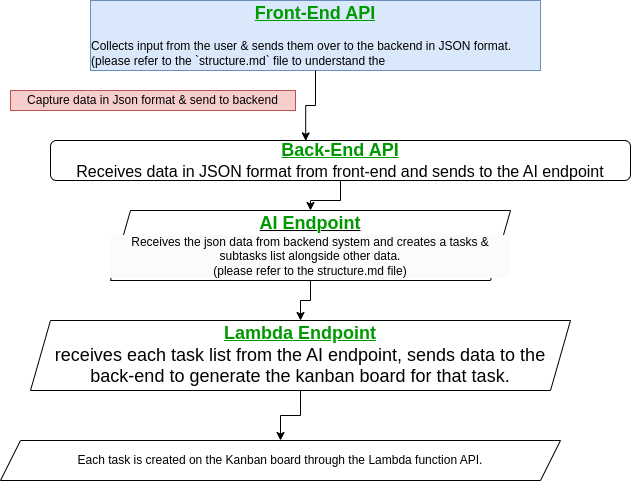 Front-End API
Collects input from the user & sends them over to the backend in JSON format.
(please refer to the `structure.md` file to understand the
Capture data in Json format & send to backend
Back-End API
Receives data in JSON format from front-end and sends to the AI endpoint
AI Endpoint
Receives the json data from backend system and creates a tasks &
subtasks list alongside other data.
(please refer to the structure.md file)
Lambda Endpoint
receives each task list from the AI endpoint, sends data to the
back-end to generate the kanban board for that task.
Each task is created on the Kanban board through the Lambda function API.